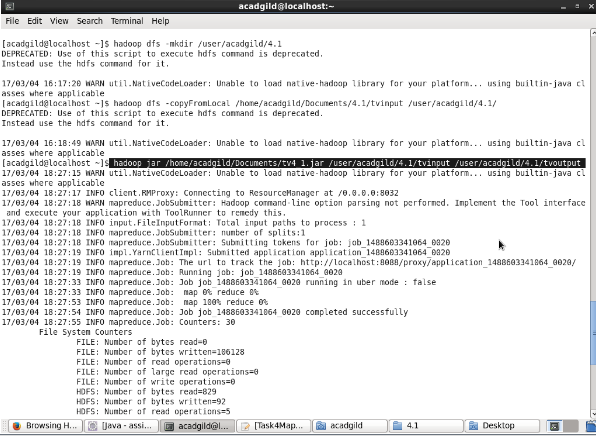 acadgild@localhost:~
File Edit View Search Terminal Help
[acadgild@localhost ~]$ hadoop dfs -mkdir /user/acadgild/4.1
DEPRECATED: Use of this script to execute hdfs command is deprecated.
Instead use the hdfs command for it.
17/03/04 16:17:20 WARN util.NativeCodeLoader: Unable to load native-hadoop library for your platform... using builtin-java cl
asses where applicable
[acadgild@localhost ~]$ hadoop dfs -copyFromLocal /home/acadgild/Documents/4.1/tvinput /user/acadgild/4.1/
DEPRECATED: Use of this script to execute hdfs command is deprecated.
Instead use the hdfs command for it.
17/03/04 16:18:49 WARN util.NativeCodeLoader: Unable to load native-hadoop library for your platform... using builtin-java cl
asses where applicable
[acadgild@localhost ~]$ hadoop jar /home/acadgild/Documents/tv4_1.jar /user/acadgild/4.1/tvinput /user/acadgild/4.1/tvoutput
17/03/04 18:27:15 WARN util.NativeCodeLoader: Unable to load native-hadoop library for your platform... using builtin-java cl
asses where applicable
17/03/04 18:27:17 INFO client.RMProxy: Connecting to ResourceManager at /0.0.0.0:8032
17/03/04 18:27:18 WARN mapreduce.JobSubmitter: Hadoop command-line option parsing not performed. Implement the Tool interface
and execute your application with ToolRunner to remedy this.
17/03/04 18:27:18 INFO input.FileInputFormat: Total input paths to process : 1
17/03/04 18:27:18 INFO mapreduce.JobSubmitter: number of splits:1
17/03/04 18:27:18 INFO mapreduce.JobSubmitter: Submitting tokens for job: job_1488603341064_0020
17/03/04 18:27:19 INFO impl.YarnClientImpl: Submitted application application_1488603341064_0020
17/03/04 18:27:19 INFO mapreduce.Job: The url to track the job: http://localhost:8088/proxy/application_1488603341064_0020/
17/03/04 18:27:19 INFO mapreduce.Job: Running job: job_1488603341064_0020
17/03/04 18:27:33 INFO mapreduce.Job: Job job_1488603341064_0020 running in uber mode : false
17/03/04 18:27:33 INFO mapreduce.Job: map 0% reduce 0%
17/03/04 18:27:53 INFO mapreduce.Job: map 100% reduce 0%
17/03/04 18:27:54 INFO mapreduce.Job: Job job_1488603341064_0020 completed successfully
17/03/04 18:27:55 INFO mapreduce.Job: Counters: 30
File System Counters
FILE: Number of bytes read=0
FILE: Number of bytes written=106128
FILE: Number of read operations=0
FILE: Number of large read operations=0
FILE: Number of write operations=0
HDFS: Number of bytes read=829
HDFS: Number of bytes written=92
HDFS: Number of read operations=5
Browsing H... [Java - assi... acadgild@l... [Task4Map... acadgild 4.1 Desktop